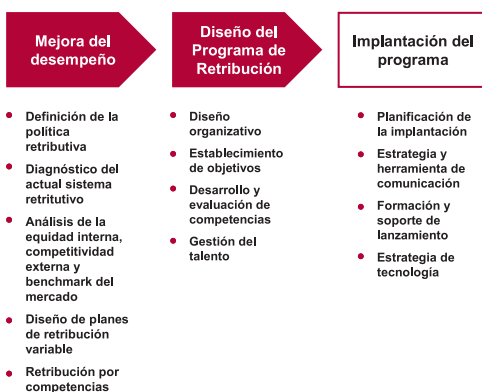 Mejora del
desempeño
Diseño del
Programa de
Retribución
Implantación del
programa
Definición de la
política
retributiva
Diagnóstico del
actual sistema
retritutivo
Análisis de la
equidad interna,
competitividad
externa y
benchmark del
mercado
Diseño de planes
de retribución
variable
Retribución por
competencias
Diseño
organizativo
Establecimiento
de objetivos
Desarrollo y
evaluación de
competencias
Gestión del
talento
Planificación de
la implantación
Estrategia y
herramienta de
comunicación
Formación y
soporte de
lanzamiento
Estrategia de
tecnología